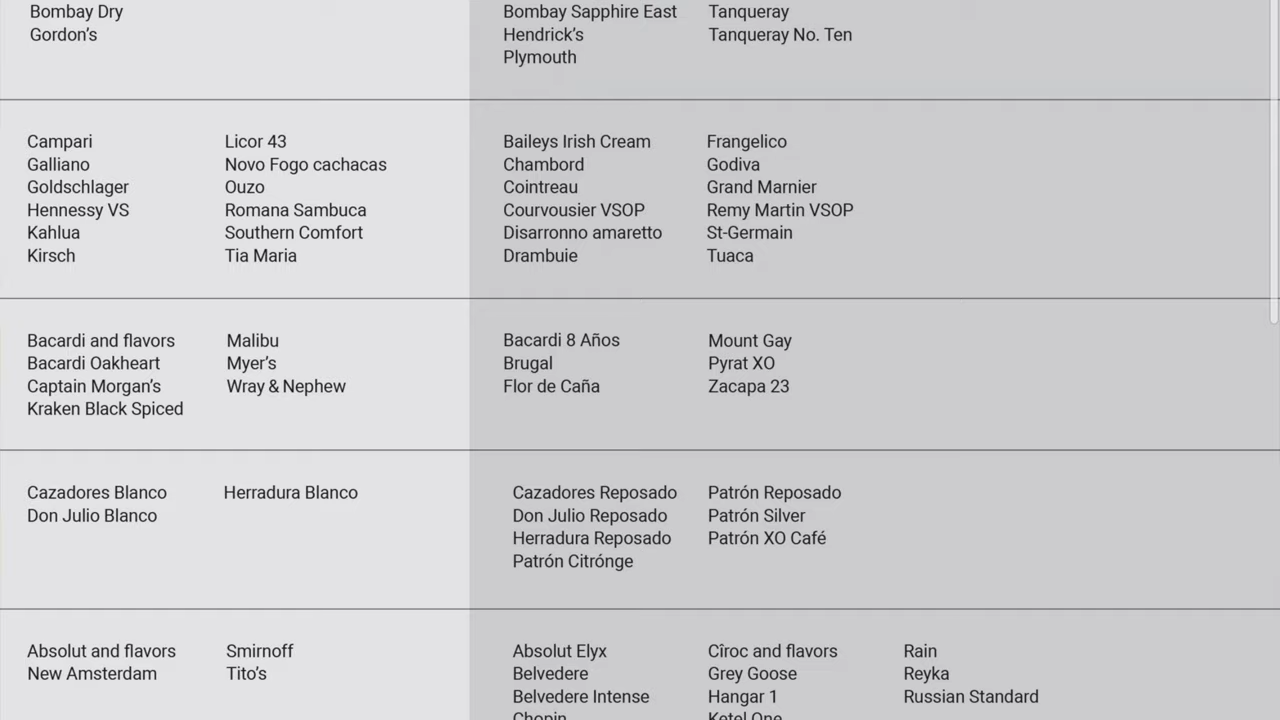 Bombay Dry
Gordon's
Bombay Sapphire East
Hendrick's
Plymouth
Tanqueray
Tanqueray No. Ten
Campari
Galliano
Goldschlager
Hennessy VS
Kahlua
Kirsch
Licor 43
Novo Fogo cachacas
Ouzo
Romana Sambuca
Southern Comfort
Tia Maria
Baileys Irish Cream
Chambord
Cointreau
Courvousier VSOP
Disarronno amaretto
Drambuie
Frangelico
Godiva
Grand Marnier
Remy Martin VSOP
St-Germain
Tuaca
Bacardi and flavors
Bacardi Oakheart
Captain Morgan's
Kraken Black Spiced
Malibu
Myer's
Wray & Nephew
Bacardi 8 Años
Brugal
Flor de Caña
Mount Gay
Pyrat XO
Zacapa 23
Cazadores Blanco
Don Julio Blanco
Herradura Blanco
Cazadores Reposado
Don Julio Reposado
Herradura Reposado
Patrón Citrónge
Patrón Reposado
Patrón Silver
Patrón XO Café
Absolut and flavors
New Amsterdam
Smirnoff
Tito's
Absolut Elyx
Belvedere
Belvedere Intense
Chopin
Cîroc and flavors
Grey Goose
Hangar 1
Ketel One
Rain
Reyka
Russian Standard